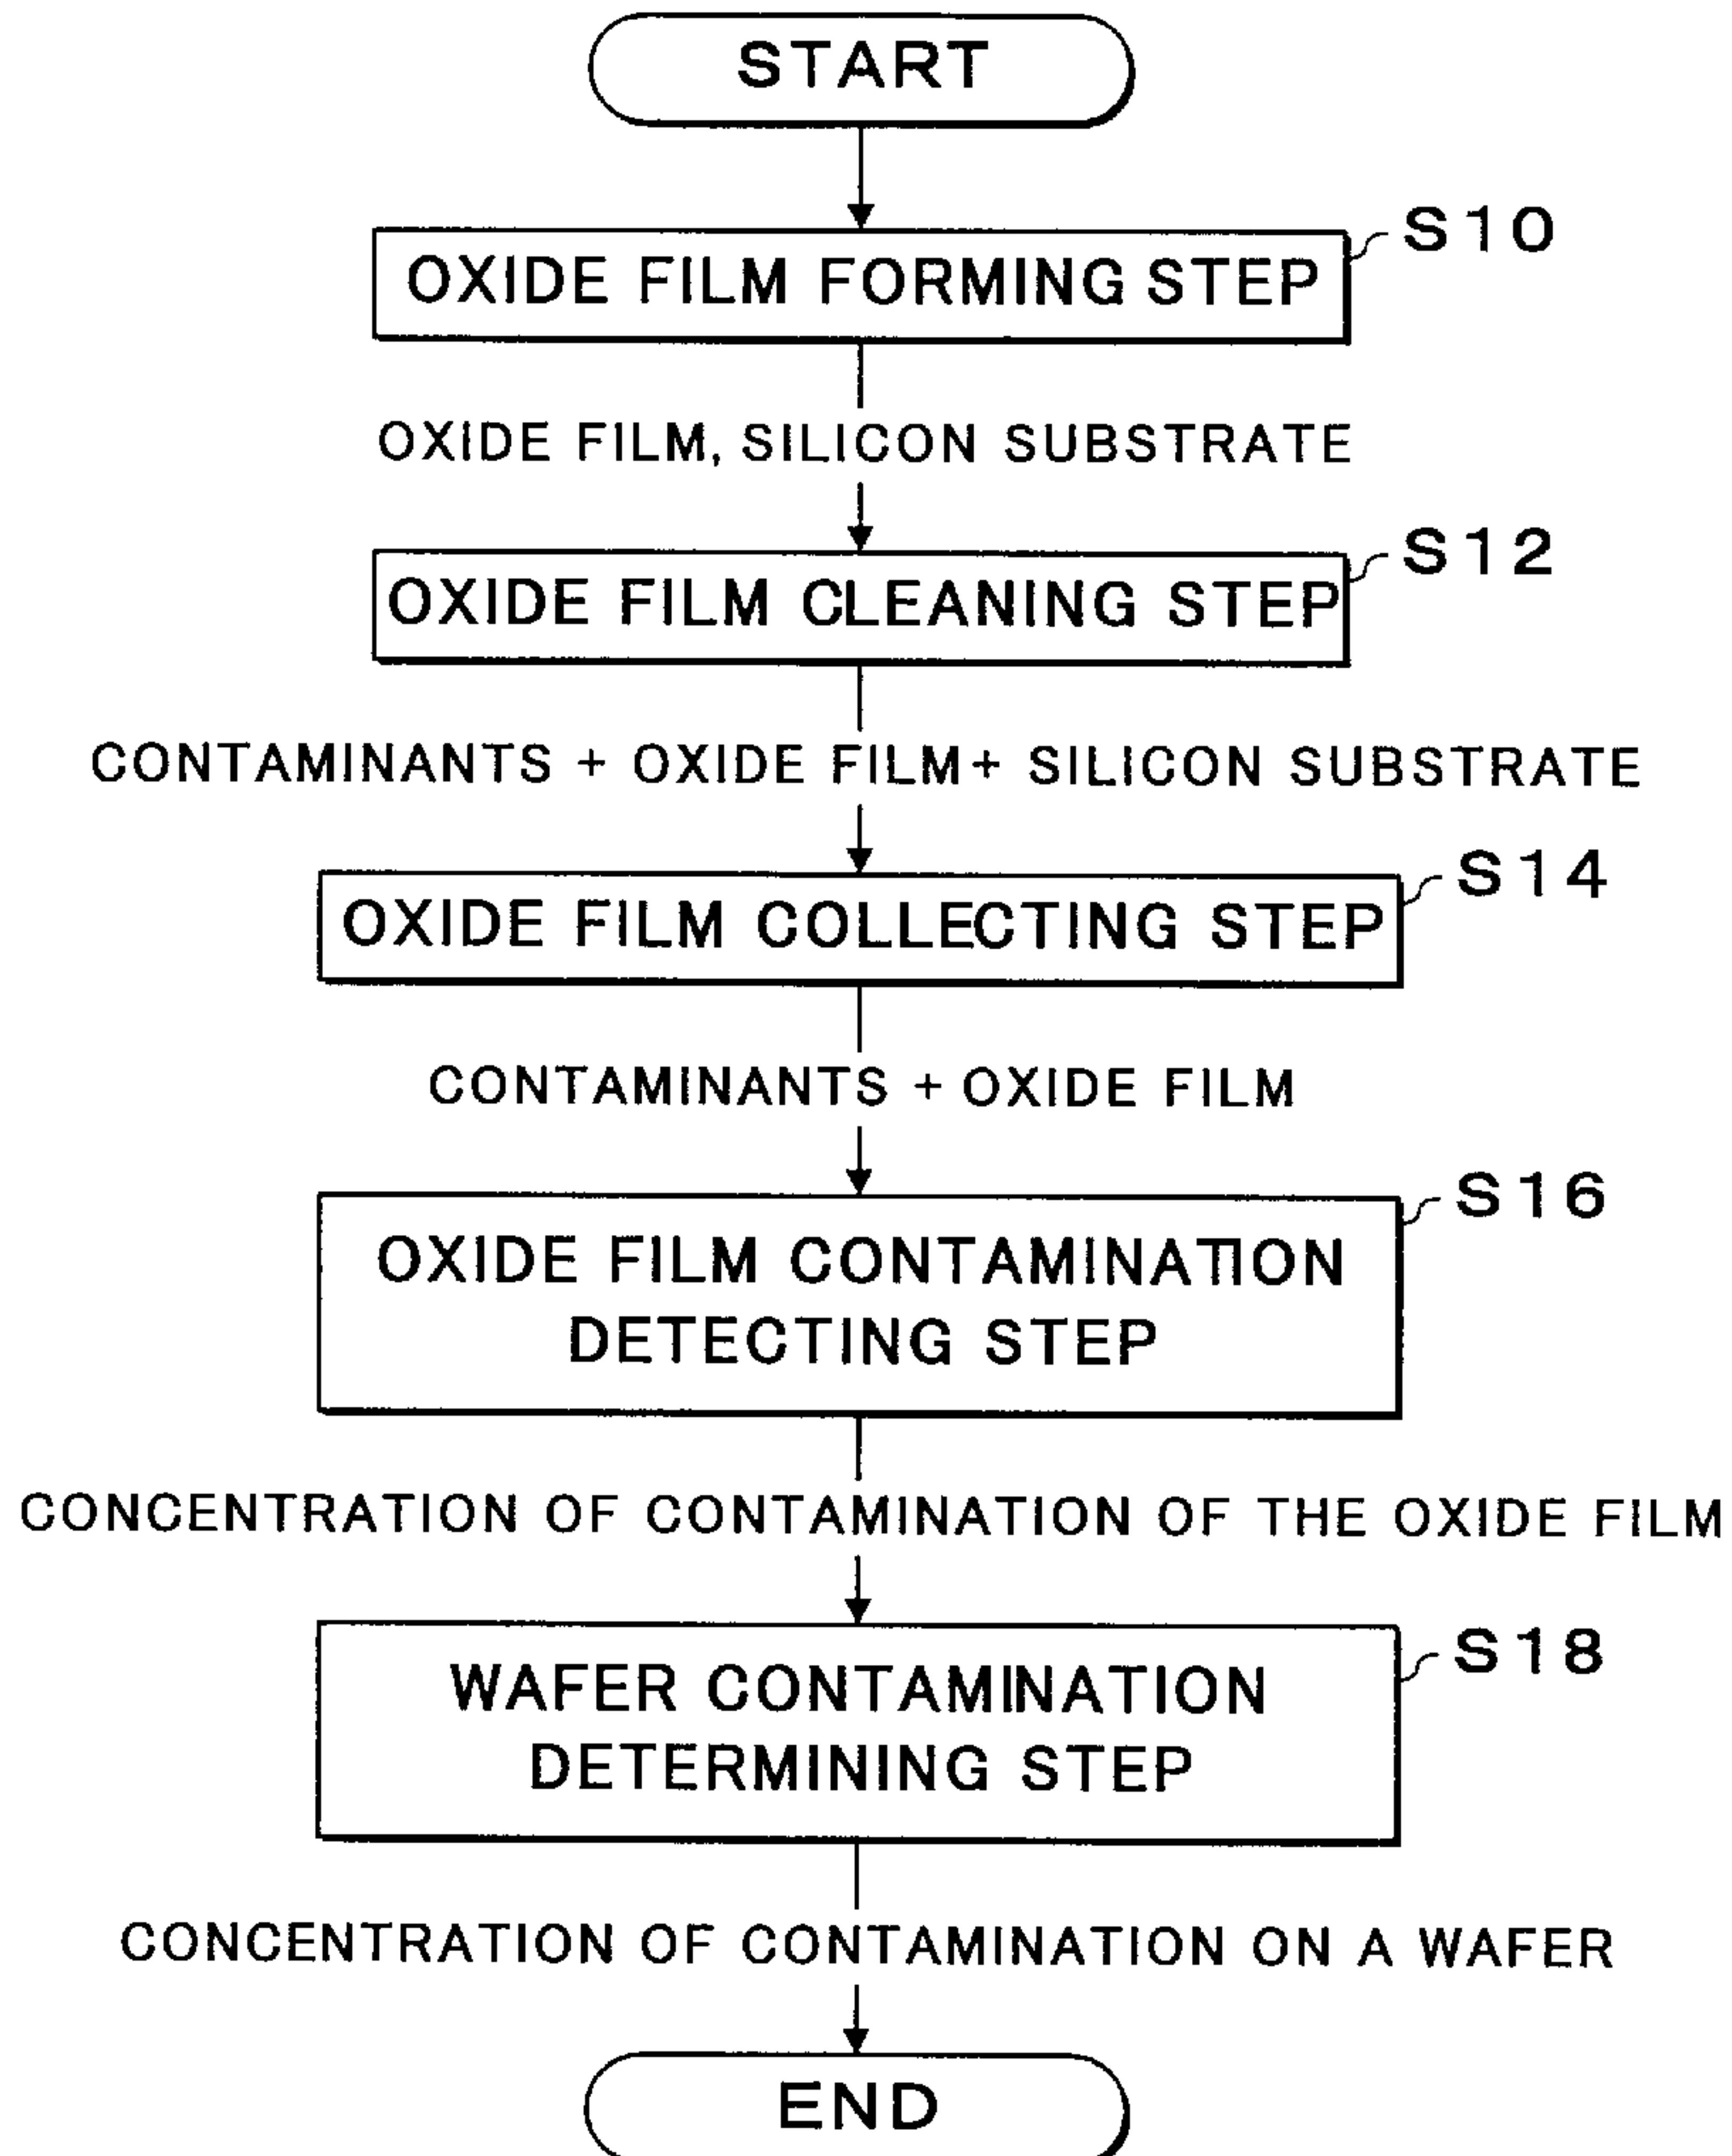 START
S10
OXIDE FILM FORMING STEP
OXIDE FILM, SILICON SUBSTRATE
S12
OXIDE FILM CLEANING STEP
CONTAMINANTS + OXIDE FILM+ SILICON SUBSTRATE
S14
OXIDE FILM COLLECTING STEP
CONTAMINANTS + OXIDE FILM
S16
OXIDE FILM CONTAMINATION
DETECTING STEP
CONCENTRATION OF CONTAMINATION OF THE OXIDE FILM
S18
WAFER CONTAMINATION
DETERMINING STEP
CONCENTRATION OF CONTAMINATION ON A WAFER
END